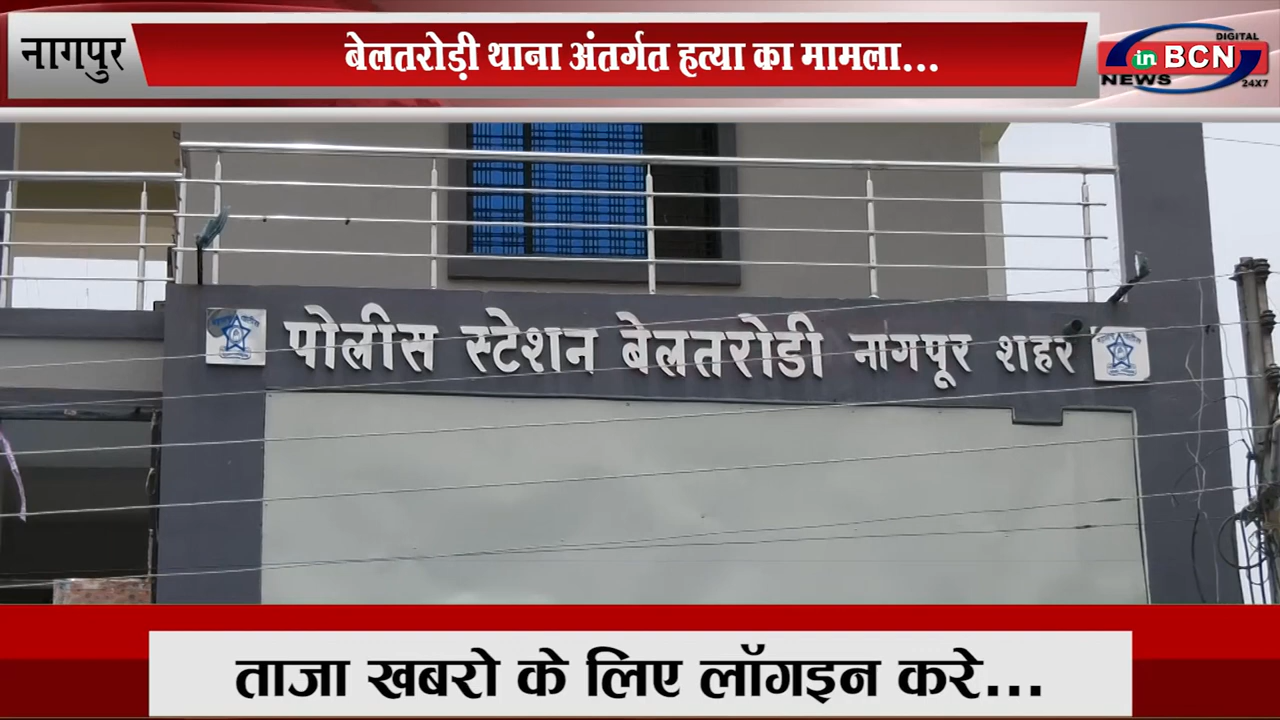 नागपुर
बेलतरोड़ी थाना अंतर्गत हत्या का मामला...
DIGITAL
in BCN
NEWS
24X7
पोलीस स्टेशन बेलतरोडी नागपूर शहर
ताजा खबरो के लिए लॉगइन करे...